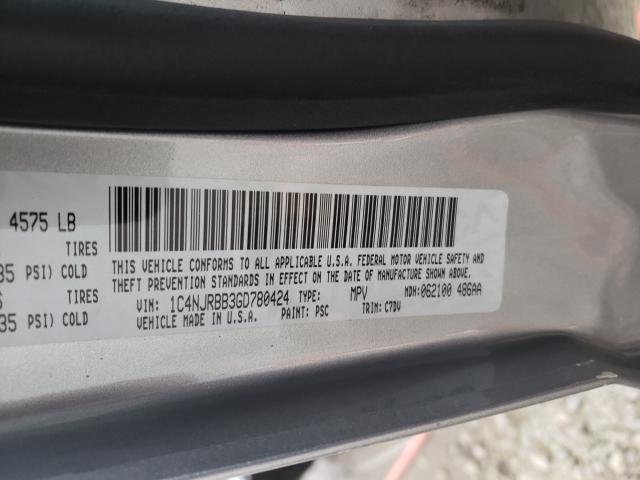 4575 LB
TIRES
35 PSI) COLD
TIRES
35 PSI) COLD
THIS VEHICLE CONFORMS TO ALL APPLICABLE U.S.A. FEDERAL MOTOR VEHICLE SAFETY AND
THEFT PREVENTION STANDARDS IN EFFECT ON THE DATE OF MANUFACTURE SHOWN ABOVE.
VIN: 1C4NJRBB3GD780424 TYPE: MPV MDH: 062100 486AA
VEHICLE MADE IN U.S.A. PAINT: PSC TRIM: C7DV